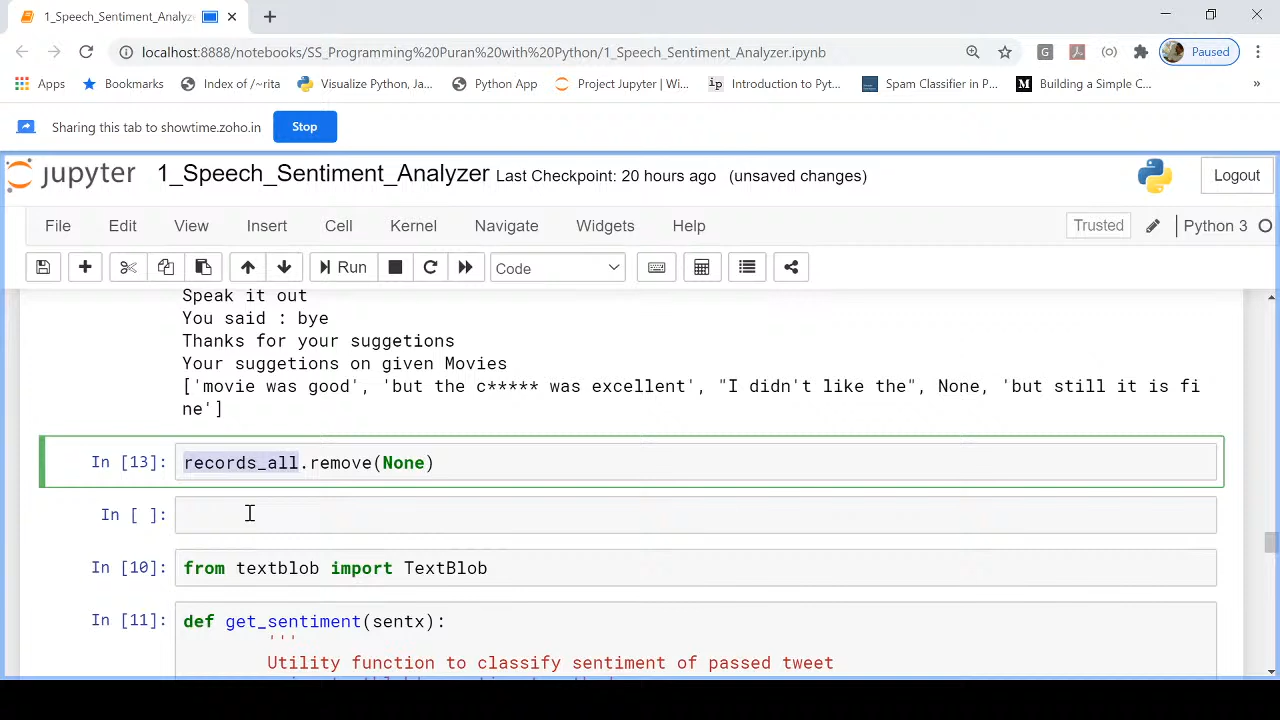 1_Speech_Sentiment_Analyz
localhost:8888/notebooks/SS_Programming%20Puran%20with%20Python/1_Speech_Sentiment_Analyzer.ipynb
Paused
Apps
Bookmarks
Index of /~rita
Visualize Python, Ja...
Python App
Project Jupyter | Wi...
ip
Introduction to Pyt...
Spam Classifier in P...
M
Building a Simple C...
»
Sharing this tab to showtime.zoho.in
Stop
jupyter
1_Speech_Sentiment_Analyzer Last Checkpoint: 20 hours ago (unsaved changes)
Logout
File
Edit
View
Insert
Cell
Kernel
Navigate
Widgets
Help
Trusted
Python 3
Run
Code
Speak it out
You said : bye
Thanks for your suggetions
Your suggetions on given Movies
['movie was good', 'but the c***** was excellent', "I didn't like the", None, 'but still it is fi
ne']
In [13]: records_all.remove(None)
In [ ]:
In [10]: from textblob import TextBlob
In [11]: def get_sentiment(sentx):
'''
Utility function to classify sentiment of passed tweet